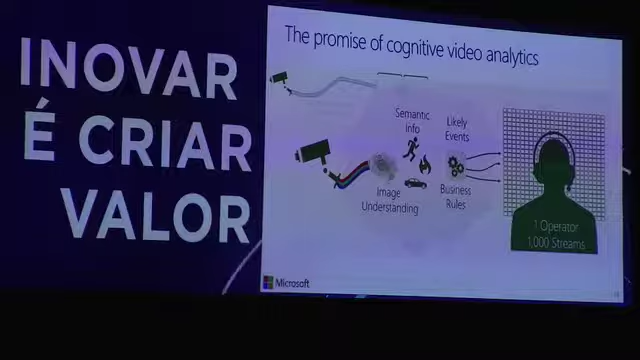 INOVAR
É CRIAR
VALOR
The promise of cognitive video analytics
Semantic
Info
Likely
Events
Image
Understanding
Business
Rules
1 Operator
1,000 Streams
Microsoft